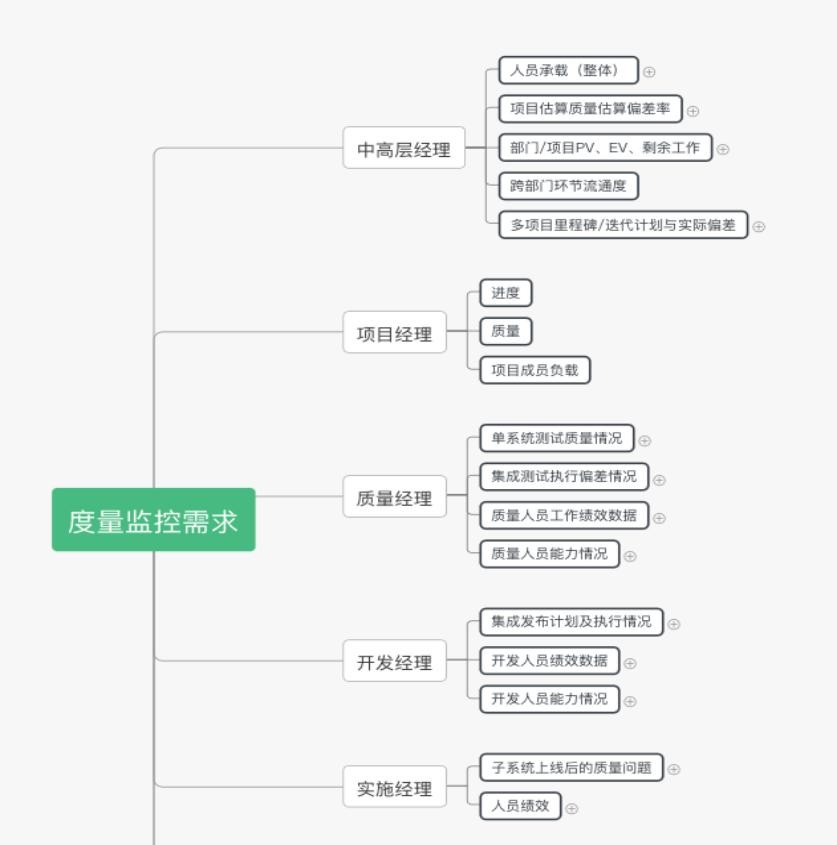 人员承载（整体）
项目估算质量估算偏差率
中高层经理
部门/项目PV、EV、剩余工作
跨部门环节流通度
多项目里程碑/迭代计划与实际偏差
进度
项目经理
质量
项目成员负载
单系统测试质量情况
集成测试执行偏差情况
质量经理
质量人员工作绩效数据
度量监控需求
质量人员能力情况
集成发布计划及执行情况
开发经理
开发人员绩效数据
开发人员能力情况
子系统上线后的质量问题
实施经理
人员绩效